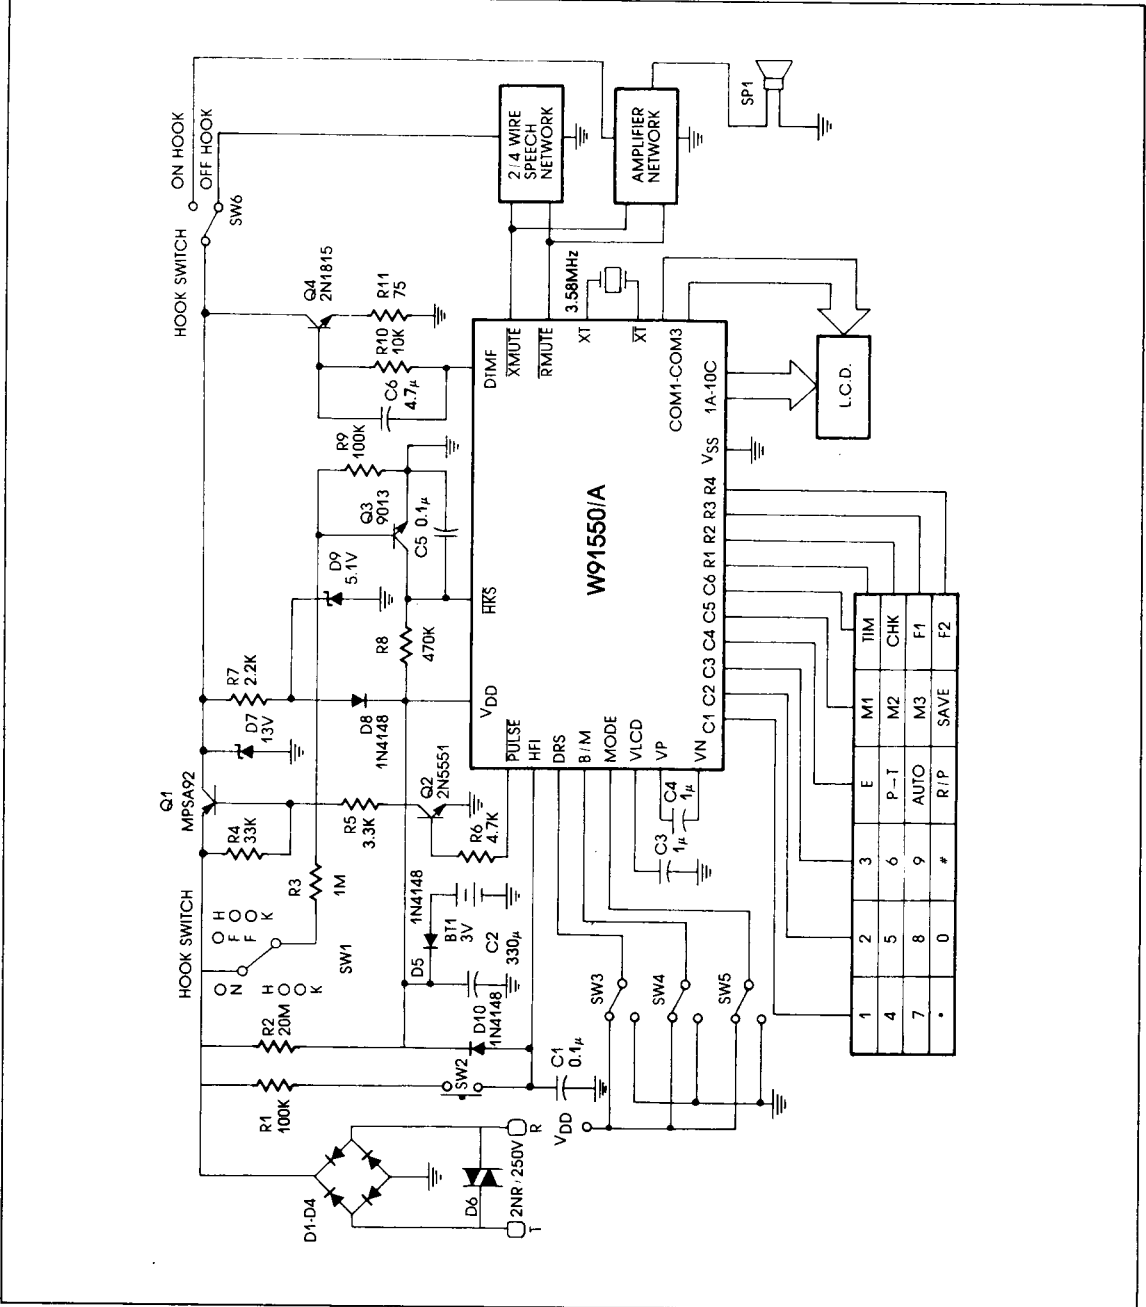 HOOK SWITCH
ON HOOK
OFF HOOK
SW6
Q4
2N1815
R11
75
R10
10K
C6
4.7μ
R9
100K
Q3
9013
C5 0.1μ
D9
5.1V
R8
470K
R7
2.2K
D7
13V
D8
1N4148
Q1
MPSA92
R4
33K
R5
3.3K
Q2
2N5551
R6
4.7K
HOOK SWITCH
ON HOOK
OFF HOOK
SW1
R3
1M
1N4148
D5
BT1
3V
C2
330μ
R2
20M
R1
100K
D10
1N4148
SW2
C1
0.1μ
D1-D4
D6
2NR/250V
T
R
VDD
SW3
SW4
SW5
C3
1μ
C4
1μ
2/4 WIRE
SPEECH
NETWORK
AMPLIFIER
NETWORK
SP1
3.58MHz
W91550/A
VDD
HKS
DTMF
XMUTE
RMUTE
XT
XT
COM1-COM3
1A-10C
VSS
PULSE
HFI
DRS
B/M
MODE
VLCD
VP
VN
C1 C2 C3 C4 C5 C6 R1 R2 R3 R4
L.C.D.
1 2 3 E M1 TIM
4 5 6 P→T M2 CHK
7 8 9 AUTO M3 F1
• 0 # R/P SAVE F2